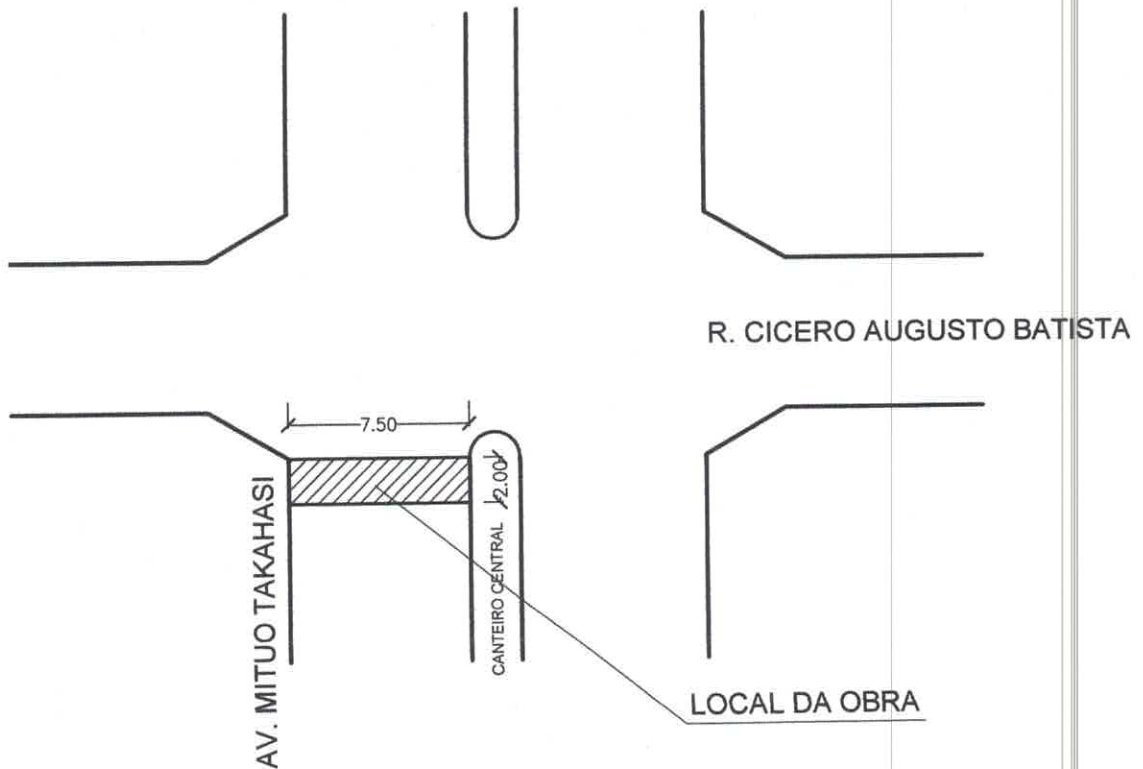 R. CICERO AUGUSTO BATISTA
7.50
2.00
CANTEIRO CENTRAL
AV. MITUO TAKAHASI
LOCAL DA OBRA